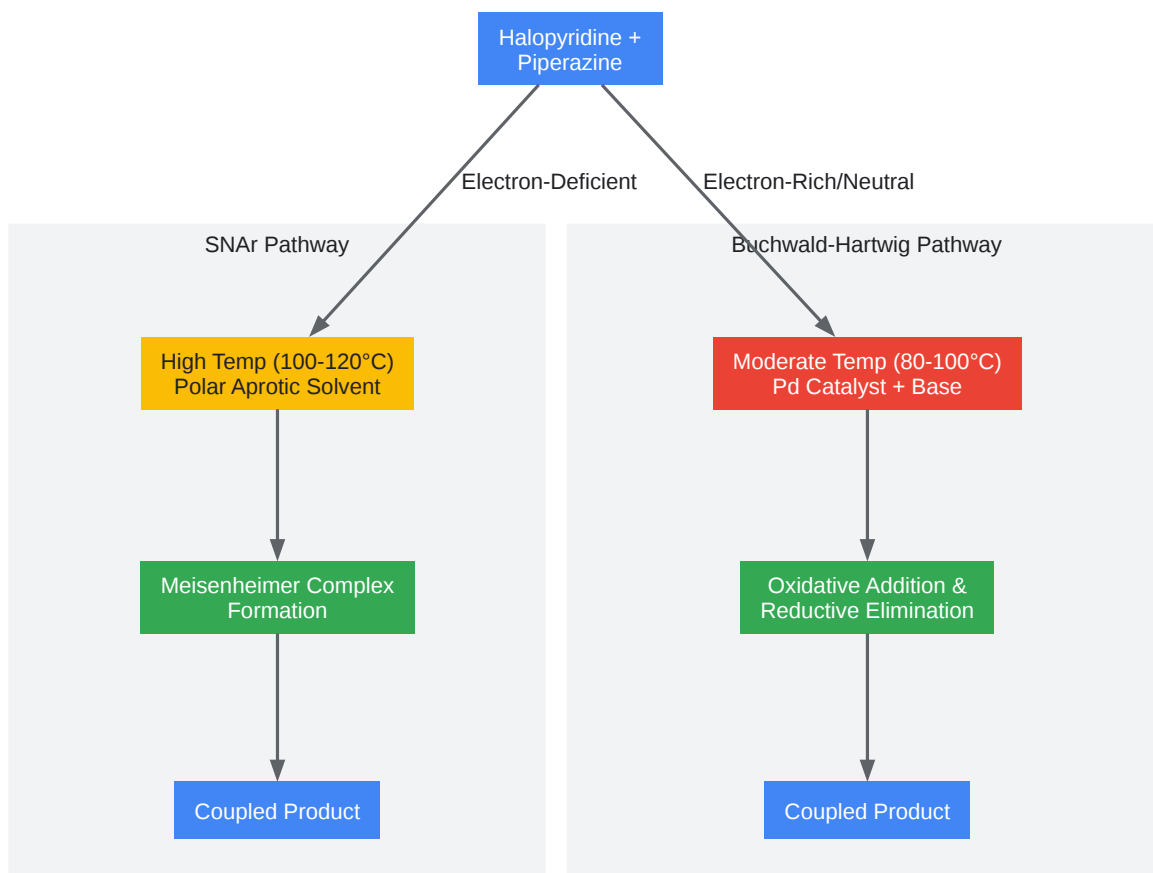 Halopyridine +
Piperazine
Electron-Deficient
Electron-Rich/Neutral
SNAr Pathway
Buchwald-Hartwig Pathway
High Temp (100-120°C)
Polar Aprotic Solvent
Moderate Temp (80-100°C)
Pd Catalyst + Base
Meisenheimer Complex
Formation
Oxidative Addition &
Reductive Elimination
Coupled Product
Coupled Product